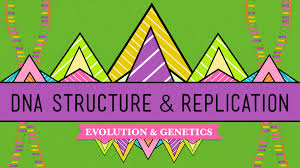 DNA STRUCTURE & REPLICATION
EVOLUTION & GENETICS